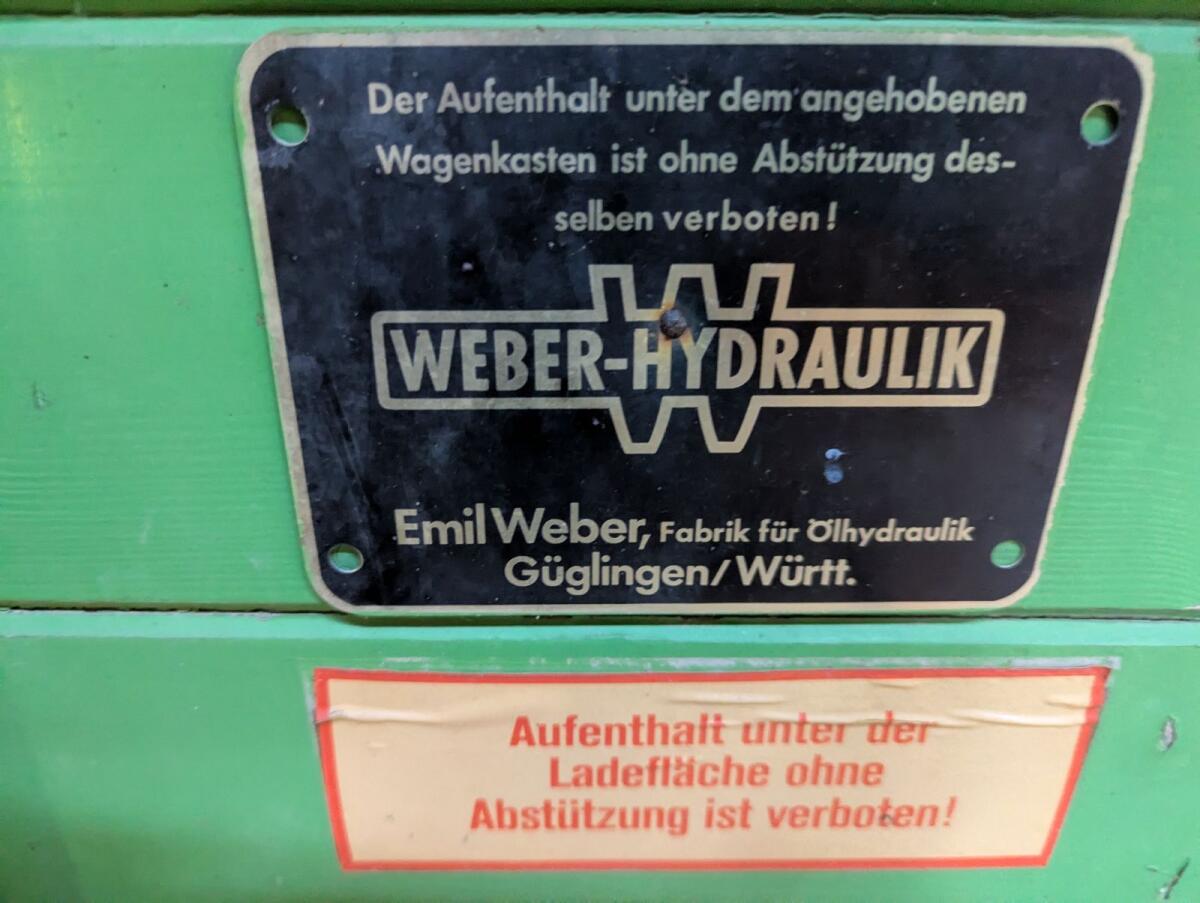 Der Aufenthalt unter dem angehobenen
Wagenkasten ist ohne Abstützung des-
selben verboten!
WEBER-HYDRAULIK
Emil Weber, Fabrik für Ölhydraulik
Güglingen/Württ.
Aufenthalt unter der
Ladefläche ohne
Abstützung ist verboten!